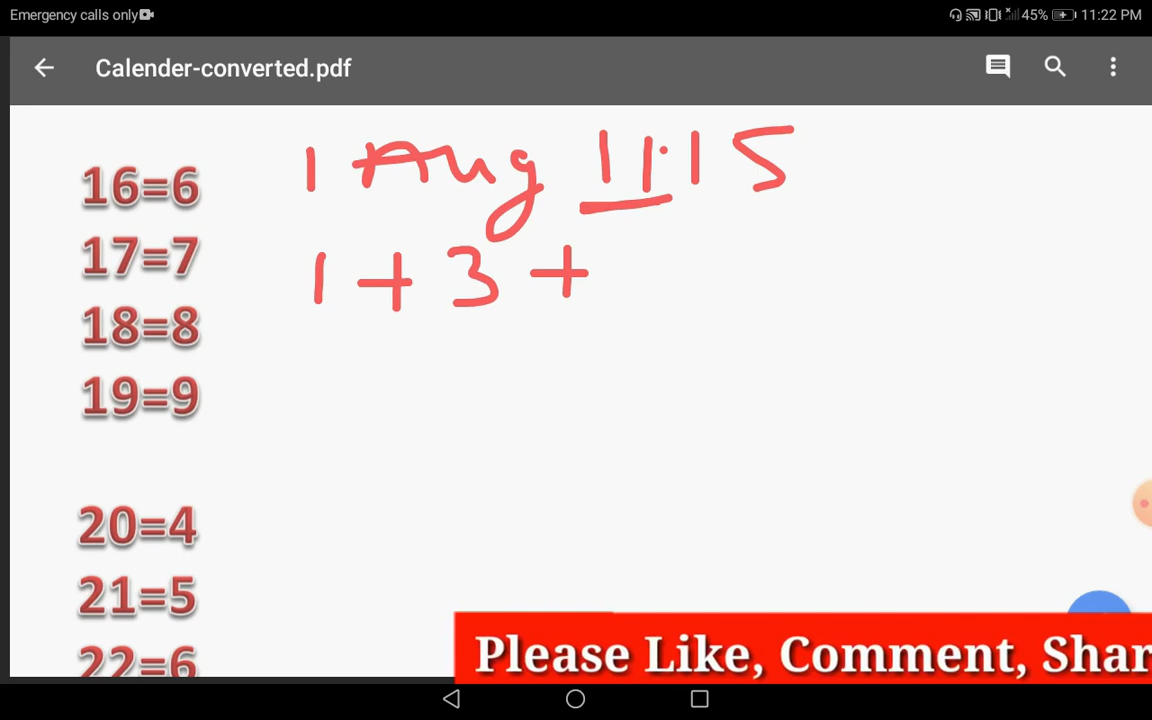 Emergency calls only 45% 11:22 PM
Calender-converted.pdf
1 Aug 11.15
1 + 3 +
16=6
17=7
18=8
19=9
20=4
21=5
22=6
Please Like, Comment, Shar